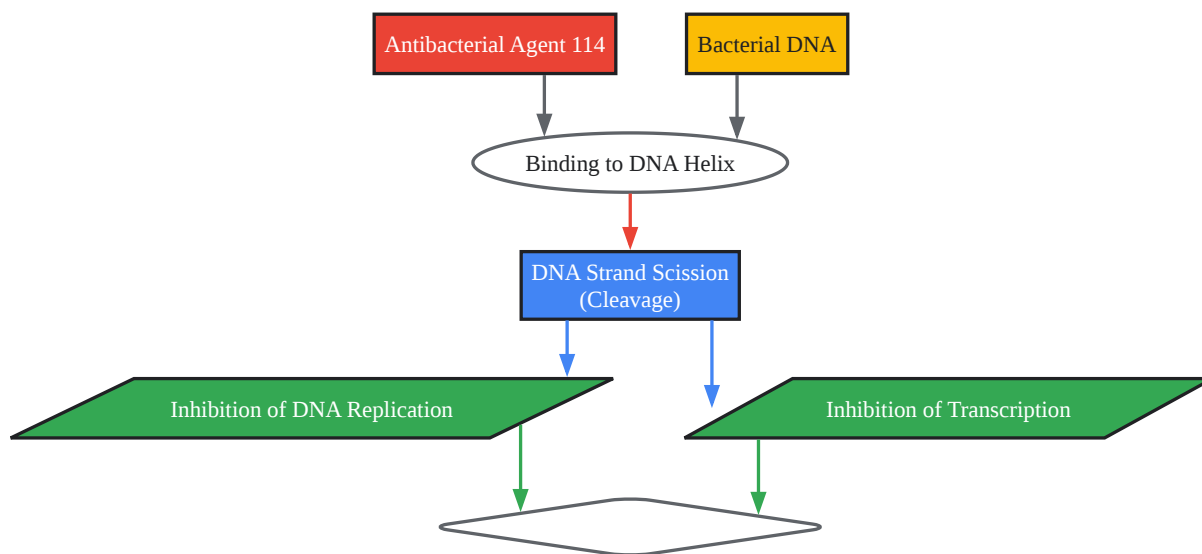 Antibacterial Agent 114
Bacterial DNA
Binding to DNA Helix
DNA Strand Scission
(Cleavage)
Inhibition of DNA Replication
Inhibition of Transcription